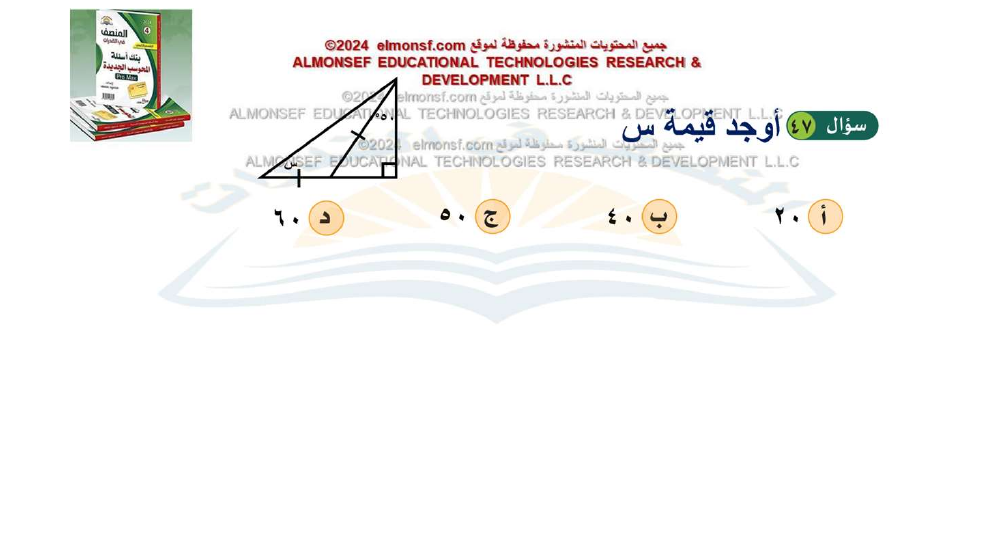 جميع المحتويات المنشورة محفوظة لموقع elmonsf.com ©2024
ALMONSEF EDUCATIONAL TECHNOLOGIES RESEARCH &
DEVELOPMENT L.L.C
جميع المحتويات المنشورة محفوظة لموقع elmonsf.com ©2024
ALMONSEF EDUCATIONAL TECHNOLOGIES RESEARCH & DEVELOPMENT L.L.C
سؤال ٤٧ أوجد قيمة س
جميع المحتويات المنشورة محفوظة لموقع elmonsf.com ©2024
ALMONSEF EDUCATIONAL TECHNOLOGIES RESEARCH & DEVELOPMENT L.L.C
س
أ ٢٠ ب ٤٠ ج ٥٠ د ٦٠
المنصف
في القدرات
4
بنك أسئلة
المحوسب الجديدة
Pro Max